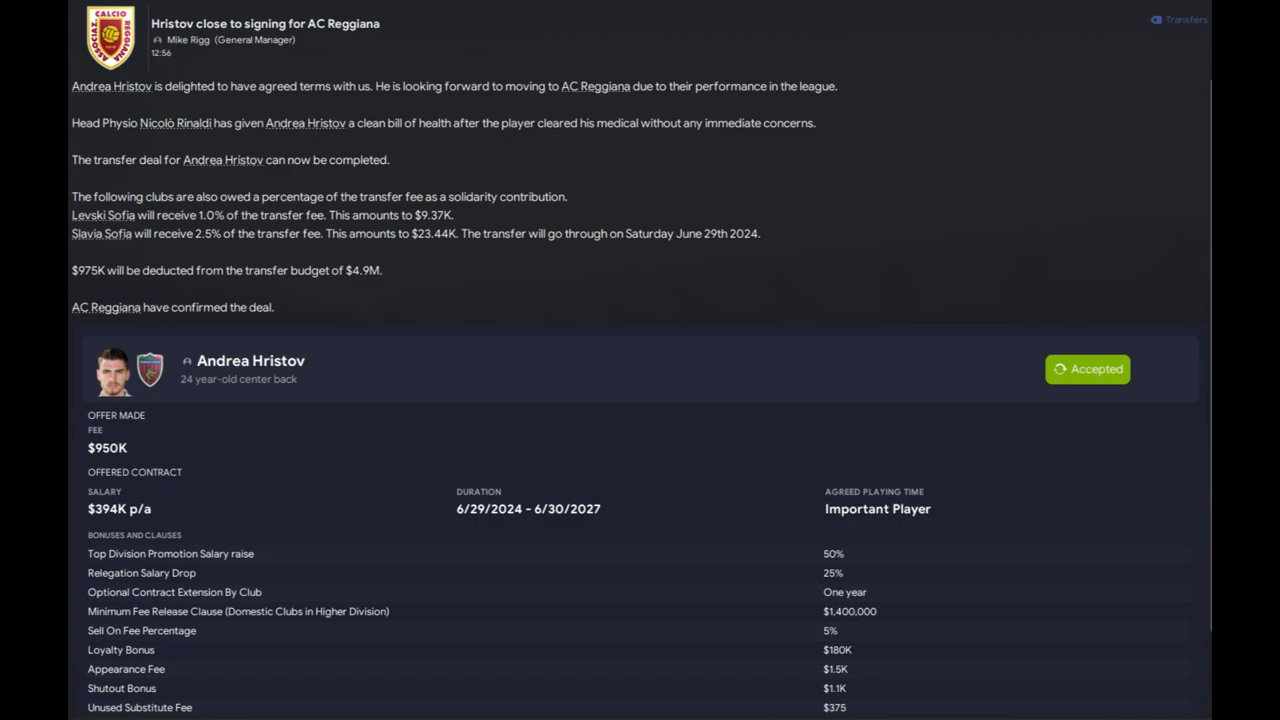 CALCIO
REGGIANA
ASSOCIAZ.
1919
Hristov close to signing for AC Reggiana
Mike Rigg (General Manager)
12:56
Transfers
Andrea Hristov is delighted to have agreed terms with us. He is looking forward to moving to AC Reggiana due to their performance in the league.
Head Physio Nicolò Rinaldi has given Andrea Hristov a clean bill of health after the player cleared his medical without any immediate concerns.
The transfer deal for Andrea Hristov can now be completed.
The following clubs are also owed a percentage of the transfer fee as a solidarity contribution.
Levski Sofia will receive 1.0% of the transfer fee. This amounts to $9.37K.
Slavia Sofia will receive 2.5% of the transfer fee. This amounts to $23.44K. The transfer will go through on Saturday June 29th 2024.
$975K will be deducted from the transfer budget of $4.9M.
AC Reggiana have confirmed the deal.
Andrea Hristov
24 year-old center back
Accepted
OFFER MADE
FEE
$950K
OFFERED CONTRACT
SALARY DURATION AGREED PLAYING TIME
$394K p/a 6/29/2024 - 6/30/2027 Important Player
BONUSES AND CLAUSES
Top Division Promotion Salary raise 50%
Relegation Salary Drop 25%
Optional Contract Extension By Club One year
Minimum Fee Release Clause (Domestic Clubs in Higher Division) $1,400,000
Sell On Fee Percentage 5%
Loyalty Bonus $180K
Appearance Fee $1.5K
Shutout Bonus $1.1K
Unused Substitute Fee $375